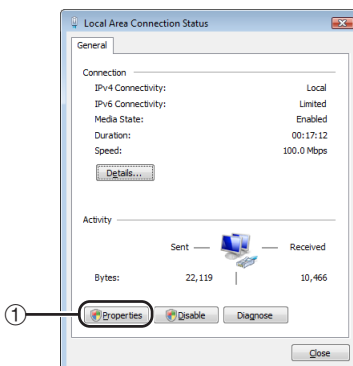 Local Area Connection Status
General
Connection
IPv4 Connectivity: Local
IPv6 Connectivity: Limited
Media State: Enabled
Duration: 00:17:12
Speed: 100.0 Mbps
Details...
Activity
Sent Received
Bytes: 22,119 10,466
1 Properties Disable Diagnose
Close